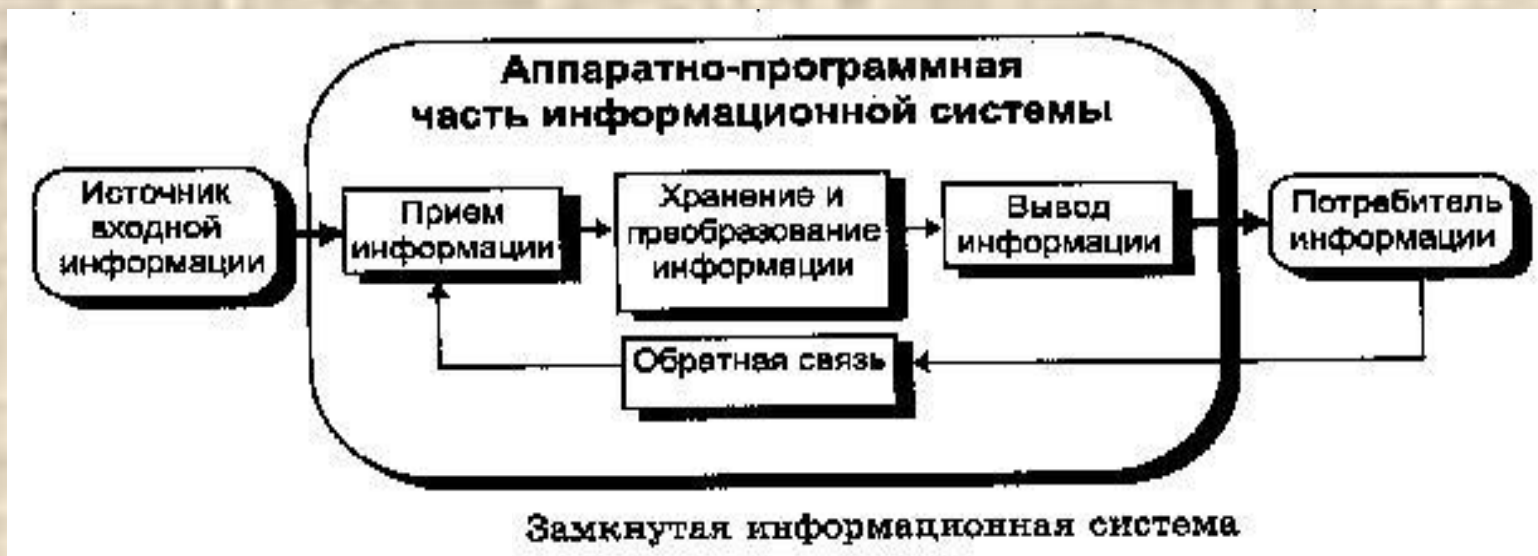 Аппаратно-программная
часть информационной системы
Источник
входной
информации
Прием
информации
Хранение и
преобразование
информации
Вывод
информации
Потребитель
информации
Обратная связь
Замкнутая информационная система